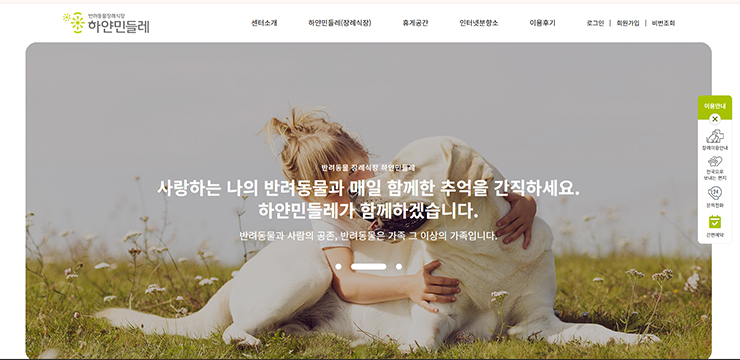 반려동물장례식장
하얀민들레
센터소개
하얀민들레(장례식장)
휴게공간
인터넷분향소
이용후기
로그인 | 회원가입 | 비번조회
이용안내
장례이용안내
천국으로
보내는 편지
문의전화
간편예약
반려동물 장례식장 하얀민들레
사랑하는 나의 반려동물과 매일 함께한 추억을 간직하세요.
하얀민들레가 함께하겠습니다.
반려동물과 사람의 공존, 반려동물은 가족 그 이상의 가족입니다.